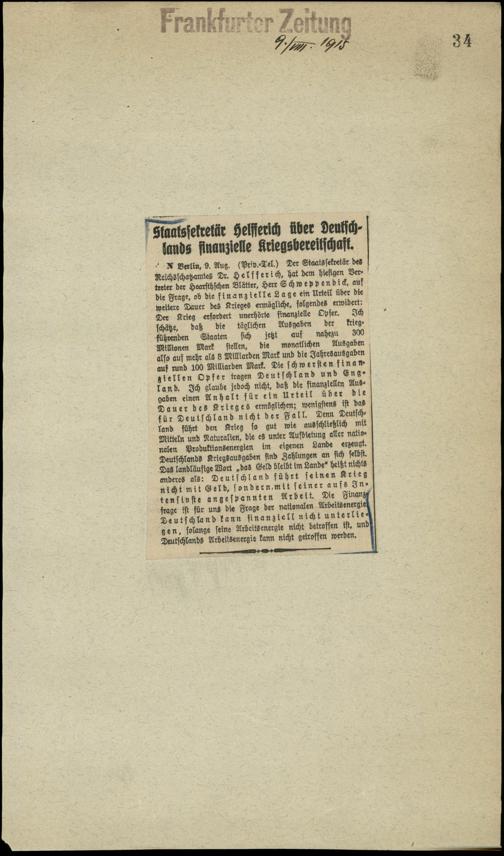 Frankfurter Zeitung
9./VIII. 1915
34
Staatssekretär Helfferich über Deutsch-
lands finanzielle Kriegsbereitschaft.
N Berlin, 9. Aug. (Priv.-Tel.) Der Staatssekretär des
Reichsschatzamtes Dr. Helfferich, hat dem hiesigen Ver-
treter der Haarstschen Blätter, Herr Schweppendick, auf
die Frage, ob die finanzielle Lage ein Urteil über die
weitere Dauer des Krieges ermögliche, folgendes erwidert:
Der Krieg erfordert unerhörte finanzielle Opfer. Ich
schätze, daß die täglichen Ausgaben der krieg-
führenden Staaten sich jetzt auf nahezu 300
Millionen Mark stellen, die monatlichen Ausgaben
also auf mehr als 8 Milliarden Mark und die Jahresausgaben
auf rund 100 Milliarden Mark. Die schwersten finan-
ziellen Opfer tragen Deutschland und Eng-
land. Ich glaube jedoch nicht, daß die finanziellen Aus-
gaben einen Anhalt für ein Urteil über die
Dauer des Krieges ermöglichen; wenigstens ist das
für Deutschland nicht der Fall. Denn Deutsch-
land führt den Krieg so gut wie ausschließlich mit
Mitteln und Naturalien, die es unter Aufbietung aller natio-
nalen Produktionsenergien im eigenen Lande erzeugt.
Deutschlands Kriegsausgaben sind Zahlungen an sich selbst.
Das landläufige Wort „das Geld bleibt im Lande" heißt nichts
anderes als: Deutschland führt seinen Krieg
nicht mit Geld, sondern mit seiner aufs In-
tensivste angespannten Arbeit. Die Finanz-
frage ist für uns die Frage der nationalen Arbeitsenergie
Deutschland kann finanziell nicht unterlie-
gen, solange seine Arbeitsenergie nicht betroffen ist, und
Deutschlands Arbeitsenergie kann nicht getroffen werden.